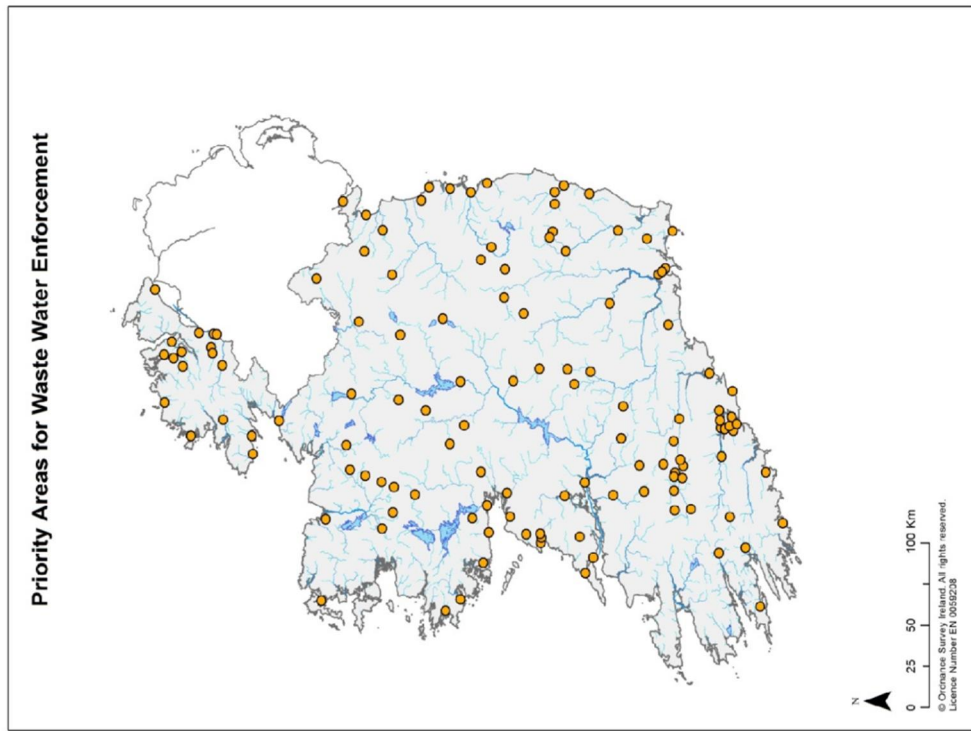 Priority Areas for Waste Water Enforcement
N
0 25 50 100 Km
© Ordnance Survey Ireland. All rights reserved.
Licence Number EN 0059208